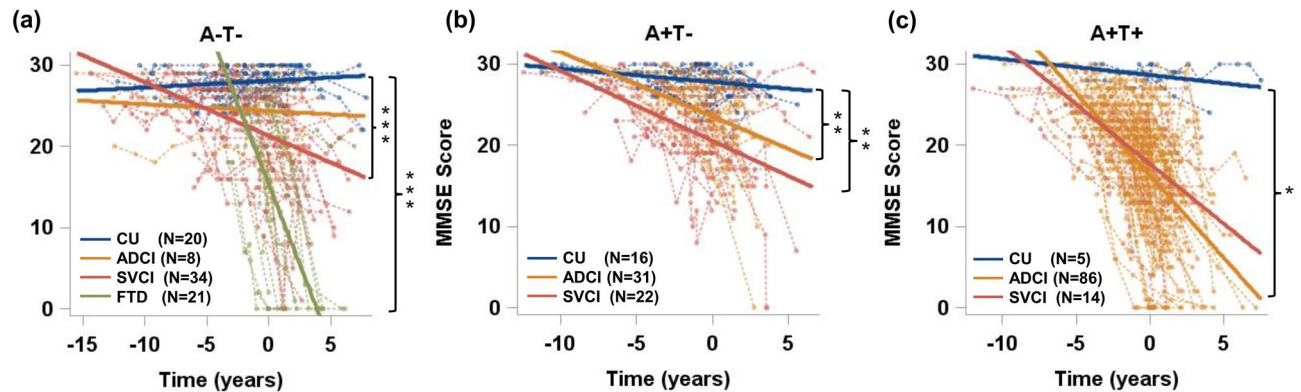 (a)
A-T-
30
20
10
0
-15
-10
-5
0
5
Time (years)
CU (N=20)
ADCI (N=8)
SVCI (N=34)
FTD (N=21)
***
***
(b)
A+T-
MMSE Score
30
20
10
0
-10
-5
0
5
Time (years)
CU (N=16)
ADCI (N=31)
SVCI (N=22)
**
**
(c)
A+T+
MMSE Score
30
20
10
0
-10
-5
0
5
Time (years)
CU (N=5)
ADCI (N=86)
SVCI (N=14)
*